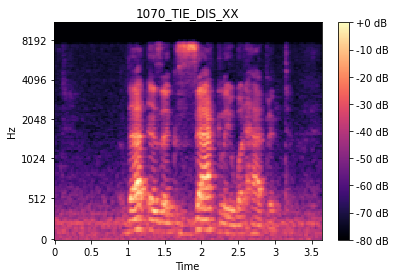 1070_TIE_DIS_XX
Hz
8192
4096
2048
1024
512
0
0
0.5
1
1.5
2
2.5
3
3.5
Time
+0 dB
-10 dB
-20 dB
-30 dB
-40 dB
-50 dB
-60 dB
-70 dB
-80 dB